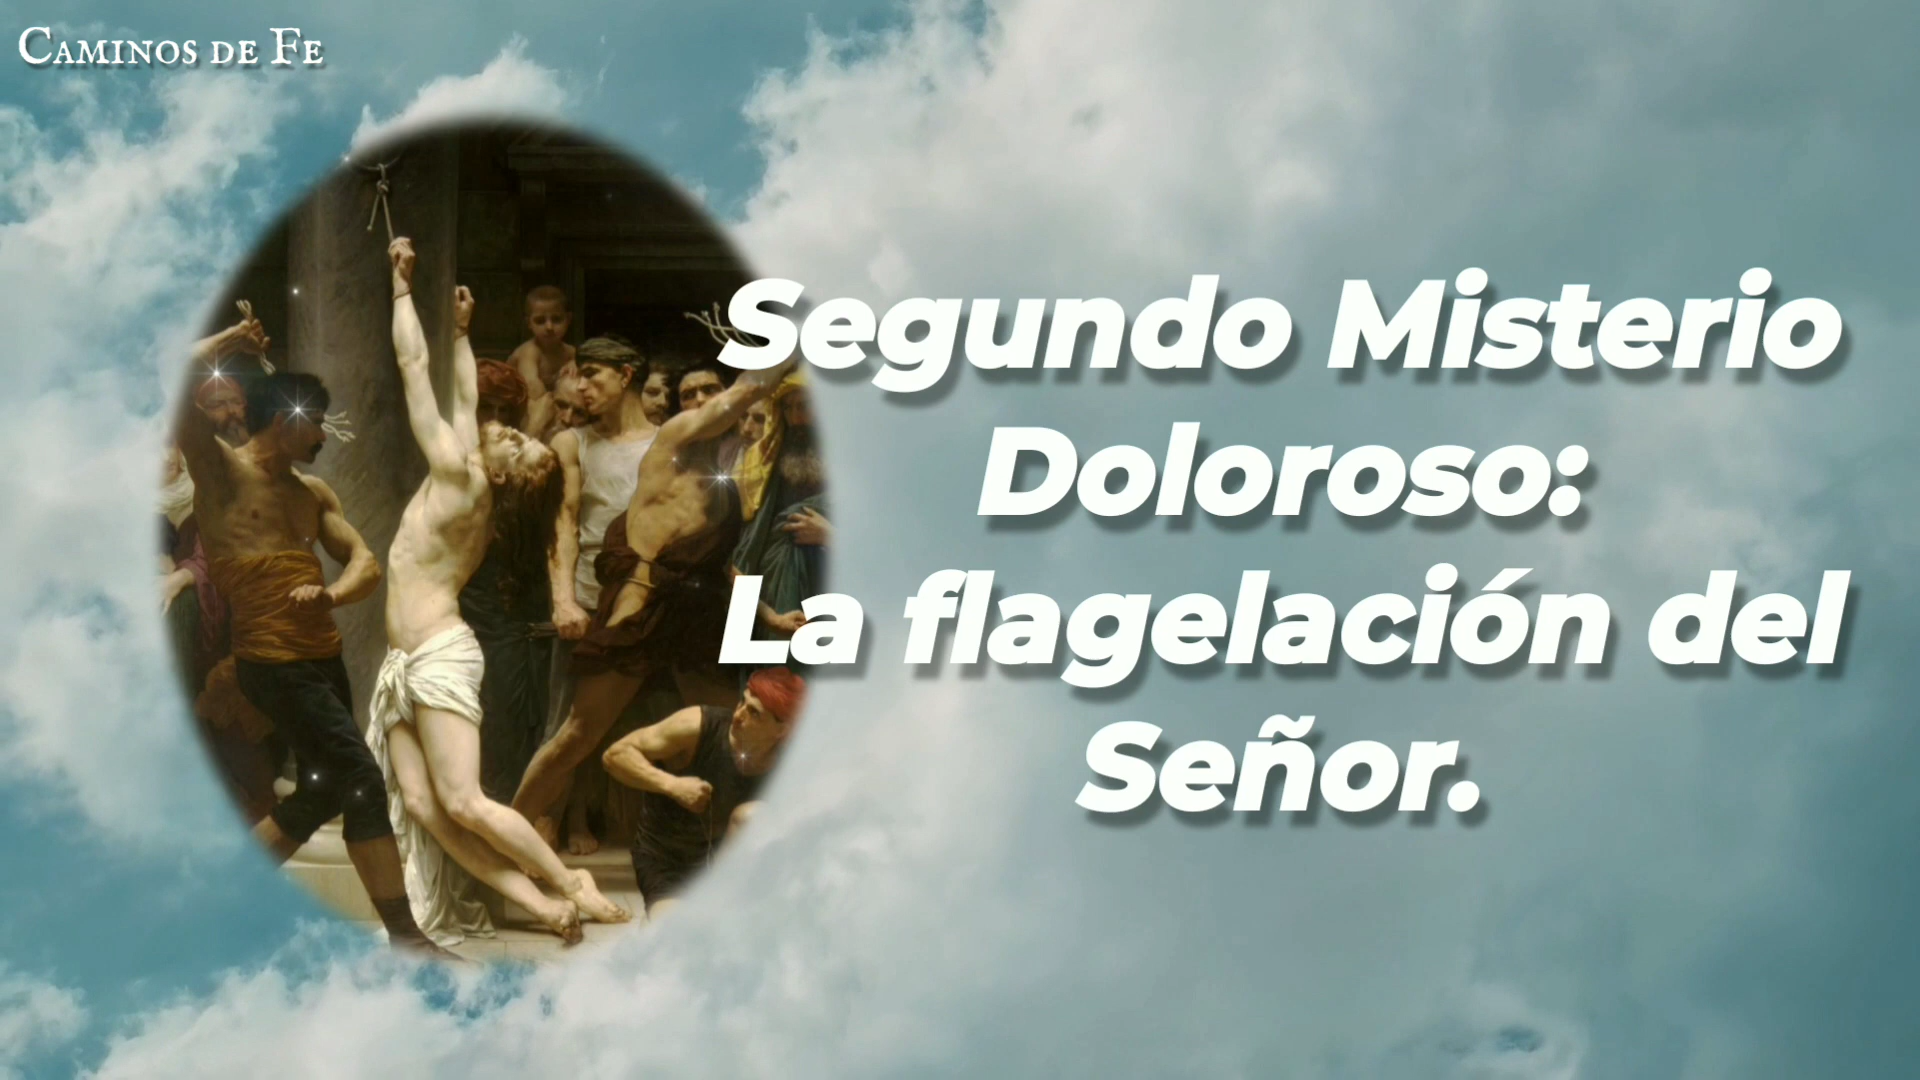 Caminos de Fe
Segundo Misterio
Doloroso:
La flagelación del
Señor.